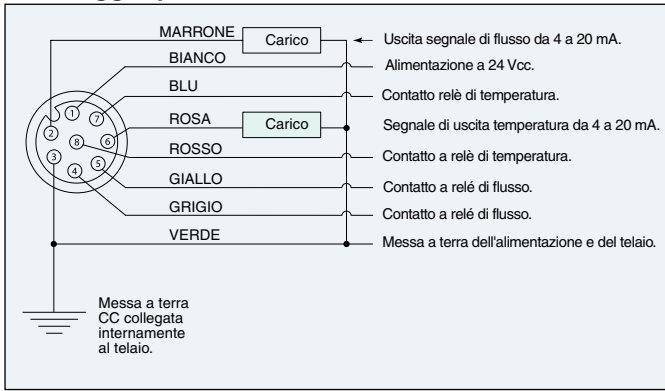 MARRONE Carico Uscita segnale di flusso da 4 a 20 mA.
BIANCO Alimentazione a 24 Vcc.
BLU Contatto relè di temperatura.
ROSA Carico Segnale di uscita temperatura da 4 a 20 mA.
ROSSO Contatto a relè di temperatura.
GIALLO Contatto a relé di flusso.
GRIGIO Contatto a relé di flusso.
VERDE Messa a terra dell'alimentazione e del telaio.
1
7
2
8
6
3
5
4
Messa a terra
CC collegata
internamente
al telaio.